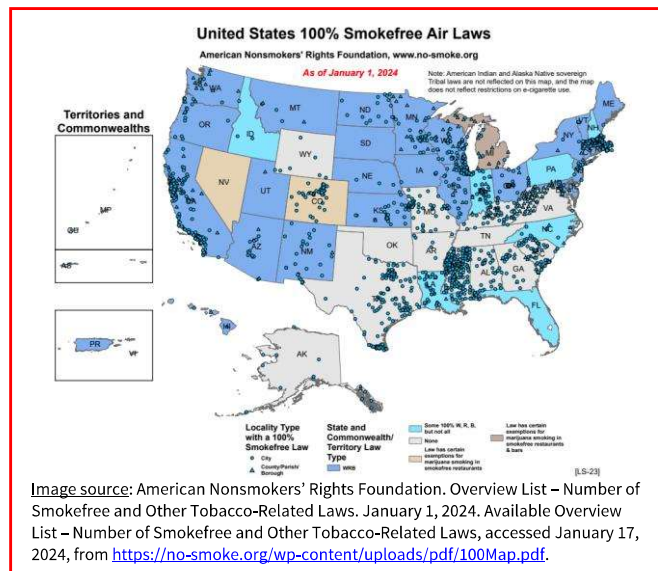 United States 100% Smokefree Air Laws
American Nonsmokers' Rights Foundation, www.no-smoke.org
As of January 1, 2024
Note: American Indian and Alaska Native sovereign
Tribal laws are not reflected on this map, and the map
does not reflect restrictions on e-cigarette use.
Territories and
Commonwealths
MP
GU
AS
PR
VI
WA
OR
ID
MT
ND
MN
SD
WY
NV
UT
CO
NE
IA
KS
AZ
NM
OK
TN
AL
GA
FL
NC
VA
PA
NY
VT
NH
ME
AK
HI
Locality Type
with a 100%
Smokefree Law
City
County/Parish/
Borough
State and
Commonwealth/
Territory Law
Type
WRB
Some 100% W, R, B,
but not all
None
Law has certain
exemptions for
marijuana smoking in
smokefree restaurants
Law has certain
exemptions for
marijuana smoking in
smokefree restaurants
& bars
[LS-23]
Image source: American Nonsmokers' Rights Foundation. Overview List – Number of
Smokefree and Other Tobacco-Related Laws. January 1, 2024. Available Overview
List – Number of Smokefree and Other Tobacco-Related Laws, accessed January 17,
2024, from https://no-smoke.org/wp-content/uploads/pdf/100Map.pdf.